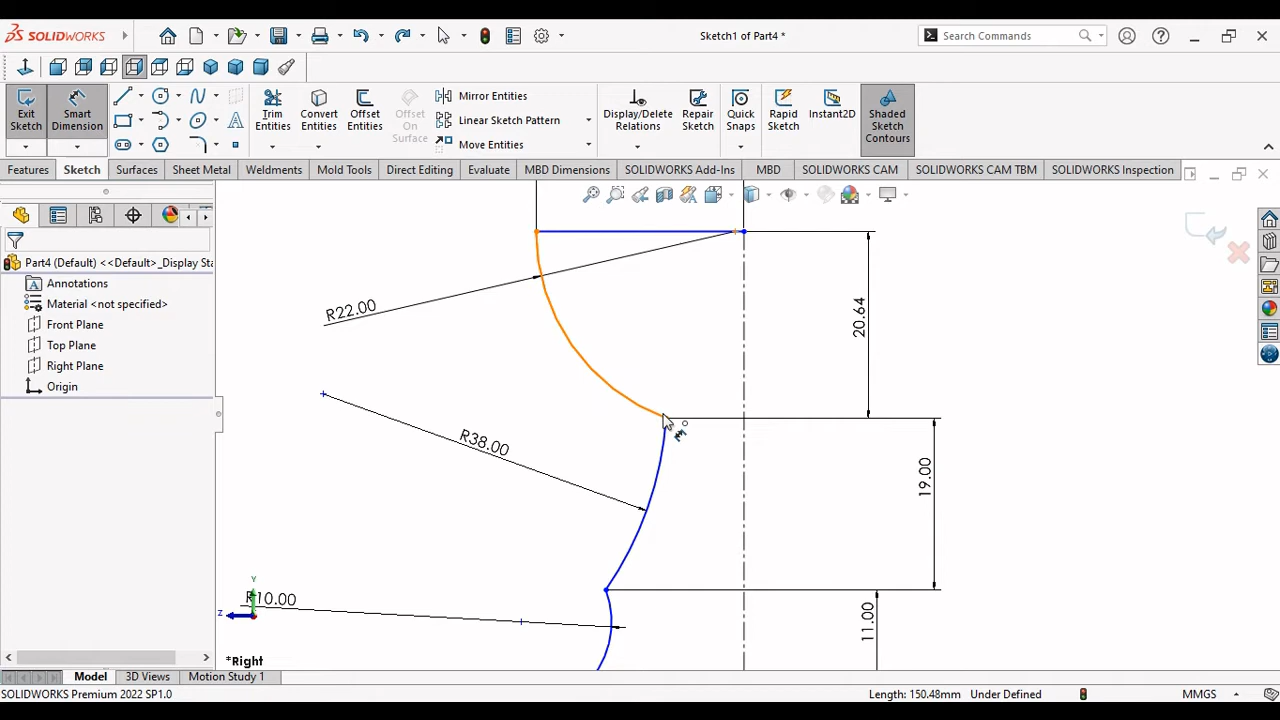 SOLIDWORKS
Sketch1 of Part4 *
Search Commands
Exit Sketch
Smart Dimension
Trim Entities
Convert Entities
Offset Entities
Offset On Surface
Mirror Entities
Linear Sketch Pattern
Move Entities
Display/Delete Relations
Repair Sketch
Quick Snaps
Rapid Sketch
Instant2D
Shaded Sketch Contours
Features
Sketch
Surfaces
Sheet Metal
Weldments
Mold Tools
Direct Editing
Evaluate
MBD Dimensions
SOLIDWORKS Add-Ins
MBD
SOLIDWORKS CAM
SOLIDWORKS CAM TBM
SOLIDWORKS Inspection
Part4 (Default) <<Default>_Display Sta
Annotations
Material <not specified>
Front Plane
Top Plane
Right Plane
Origin
R22.00
20.64
R38.00
19.00
R10.00
11.00
Y
Z
*Right
Model
3D Views
Motion Study 1
SOLIDWORKS Premium 2022 SP1.0
Length: 150.48mm
Under Defined
MMGS